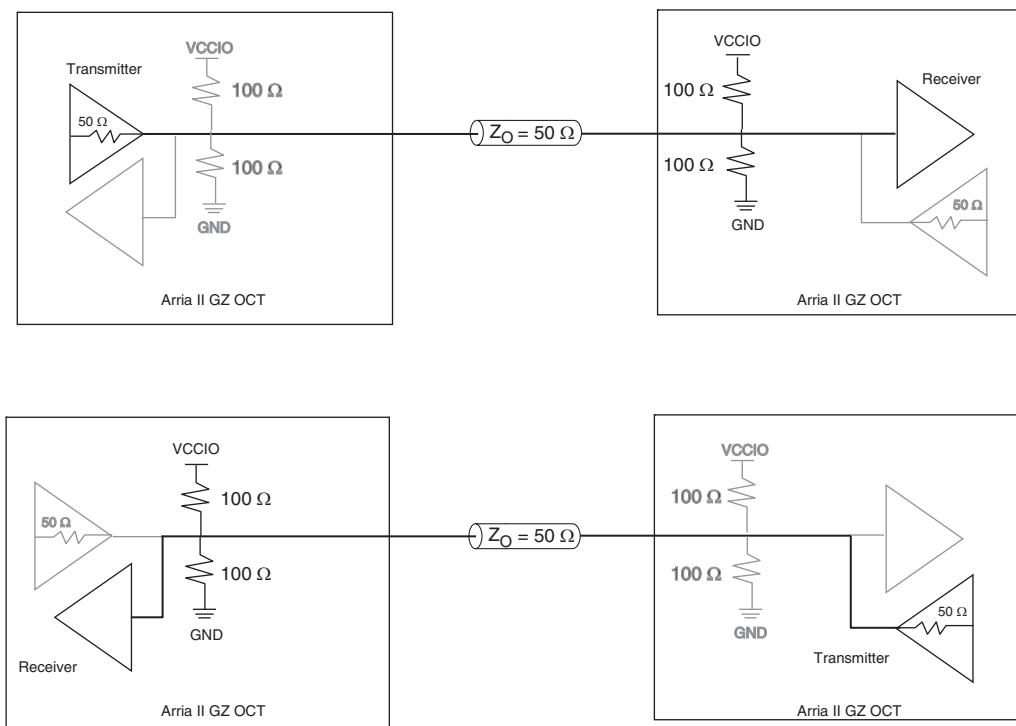 VCCIO
Transmitter
100 Ω
50 Ω
100 Ω
GND
Arria II GZ OCT
Z_O = 50 Ω
VCCIO
Receiver
100 Ω
100 Ω
50 Ω
GND
Arria II GZ OCT
VCCIO
50 Ω
100 Ω
100 Ω
GND
Receiver
Arria II GZ OCT
Z_O = 50 Ω
VCCIO
100 Ω
100 Ω
50 Ω
GND
Transmitter
Arria II GZ OCT